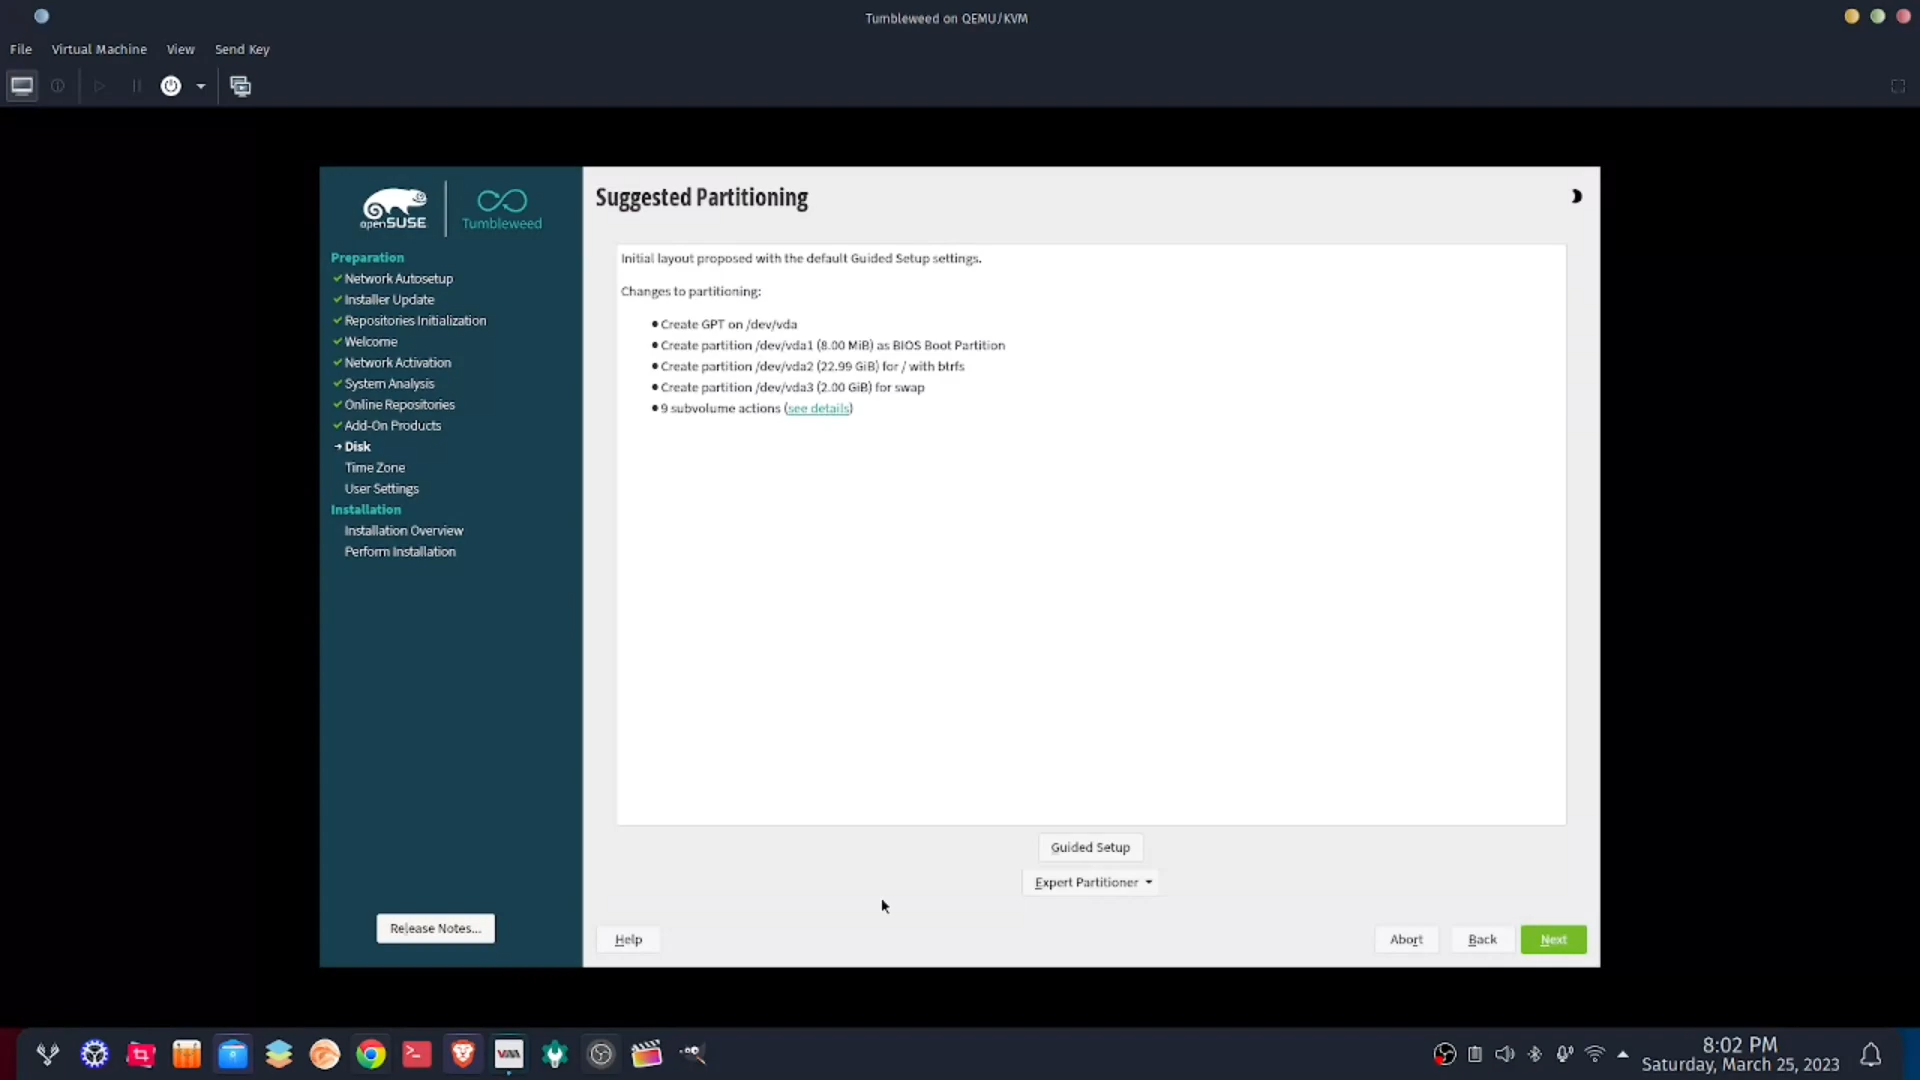 Tumbleweed on QEMU/KVM
File Virtual Machine View Send Key
openSUSE Tumbleweed
Preparation
Network Autosetup
Installer Update
Repositories Initialization
Welcome
Network Activation
System Analysis
Online Repositories
Add-On Products
Disk
Time Zone
User Settings
Installation
Installation Overview
Perform Installation
Release Notes...
Suggested Partitioning
Initial layout proposed with the default Guided Setup settings.
Changes to partitioning:
Create GPT on /dev/vda
Create partition /dev/vda1 (8.00 MiB) as BIOS Boot Partition
Create partition /dev/vda2 (22.99 GiB) for / with btrfs
Create partition /dev/vda3 (2.00 GiB) for swap
9 subvolume actions (see details)
Guided Setup
Expert Partitioner
Help Abort Back Next
8:02 PM
Saturday, March 25, 2023